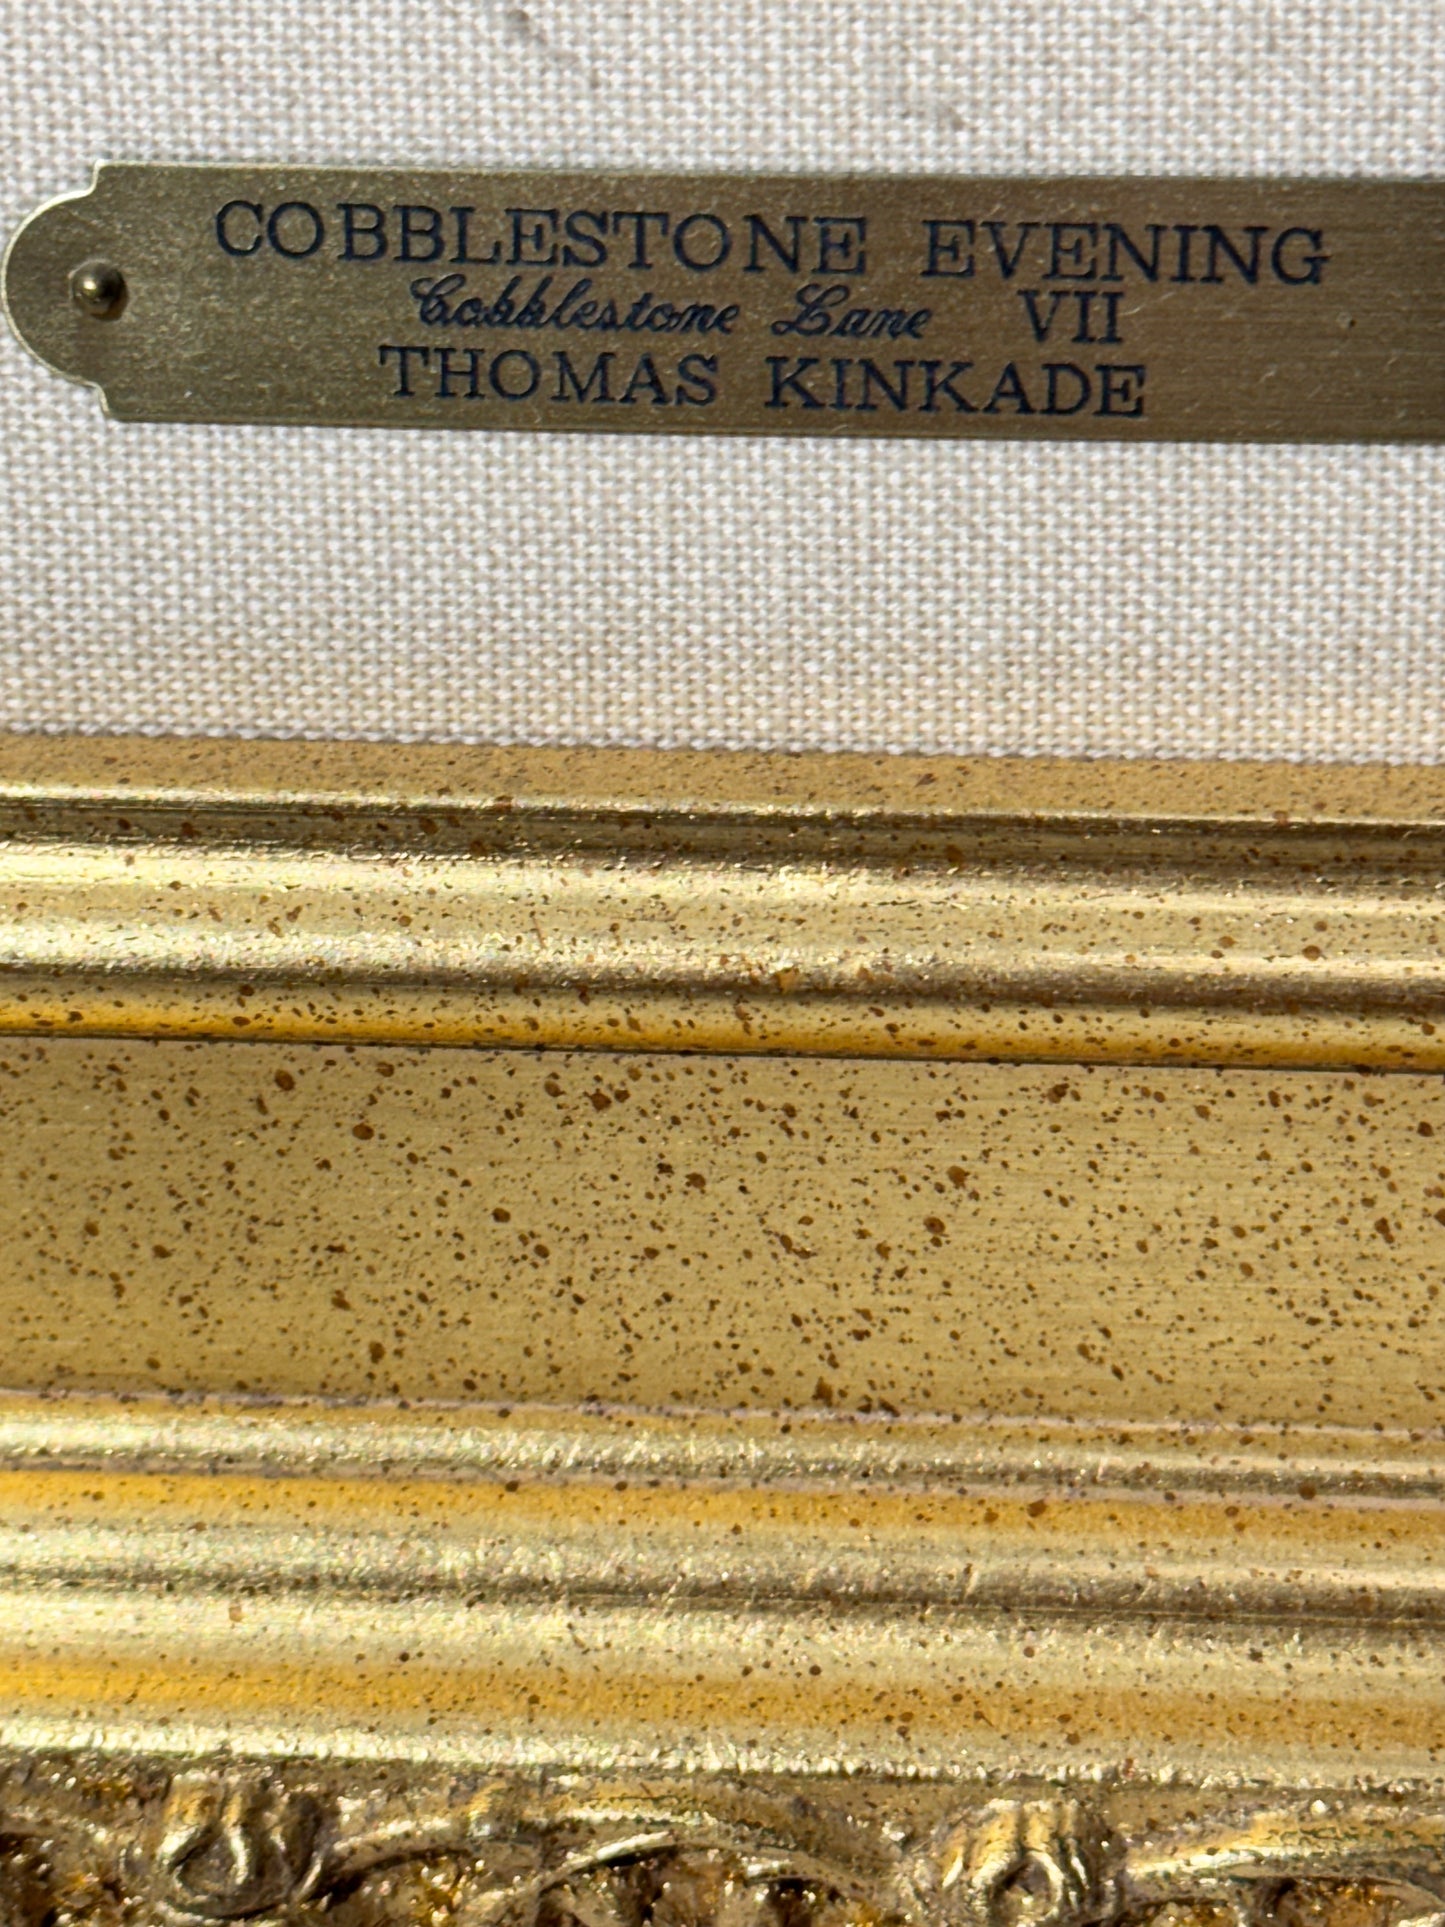 COBBLESTONE EVENING
Cobblestone Lane VII
THOMAS KINKADE